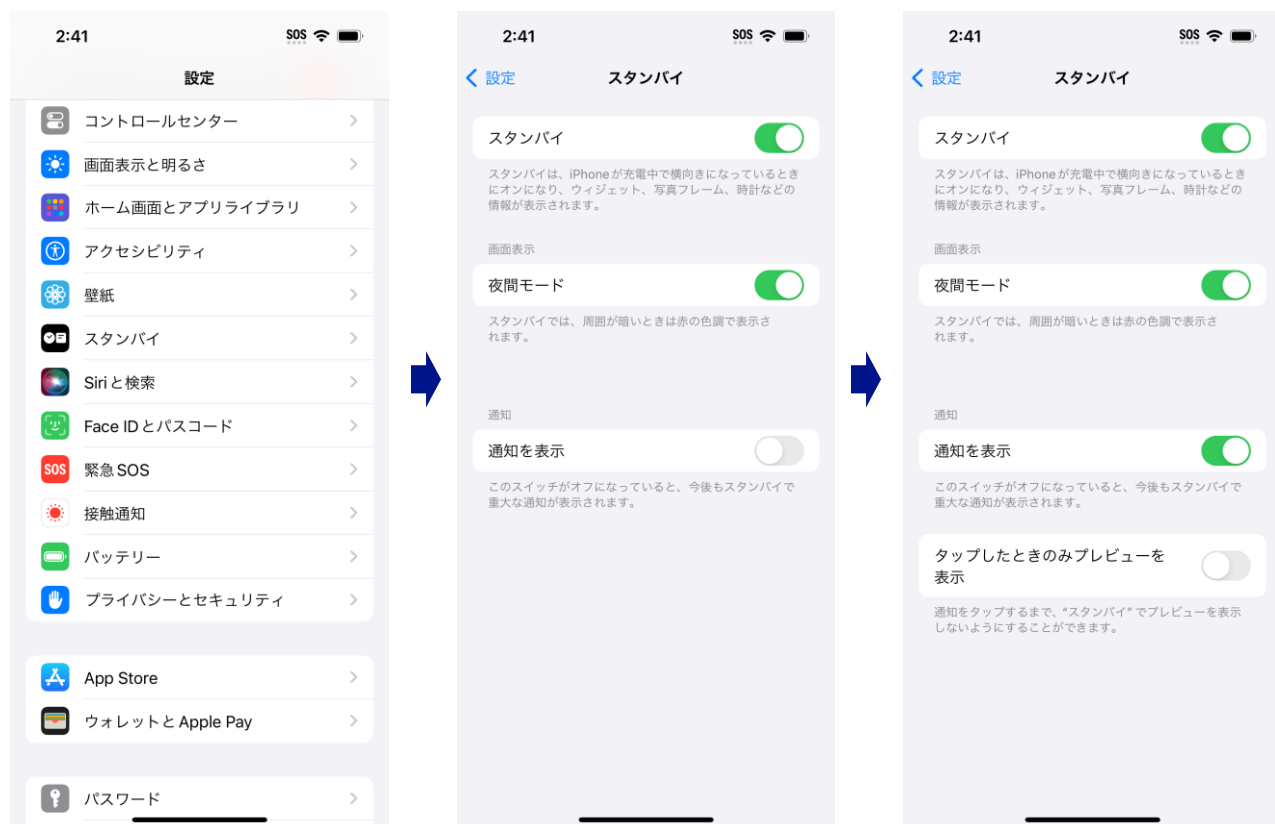 2:41
SOS
設定
コントロールセンター
画面表示と明るさ
ホーム画面とアプリライブラリ
アクセシビリティ
壁紙
スタンバイ
Siriと検索
Face IDとパスコード
SOS
緊急SOS
接触通知
バッテリー
プライバシーとセキュリティ
App Store
ウォレットとApple Pay
パスワード
2:41
SOS
設定
スタンバイ
スタンバイ
スタンバイは、iPhoneが充電中で横向きになっているとき
にオンになり、ウィジェット、写真フレーム、時計などの
情報が表示されます。
画面表示
夜間モード
スタンバイでは、周囲が暗いときは赤の色調で表示さ
れます。
通知
通知を表示
このスイッチがオフになっていると、今後もスタンバイで
重大な通知が表示されます。
2:41
SOS
設定
スタンバイ
スタンバイ
スタンバイは、iPhoneが充電中で横向きになっているとき
にオンになり、ウィジェット、写真フレーム、時計などの
情報が表示されます。
画面表示
夜間モード
スタンバイでは、周囲が暗いときは赤の色調で表示さ
れます。
通知
通知を表示
このスイッチがオフになっていると、今後もスタンバイで
重大な通知が表示されます。
タップしたときのみプレビューを
表示
通知をタップするまで、“スタンバイ” でプレビューを表示
しないようにすることができます。